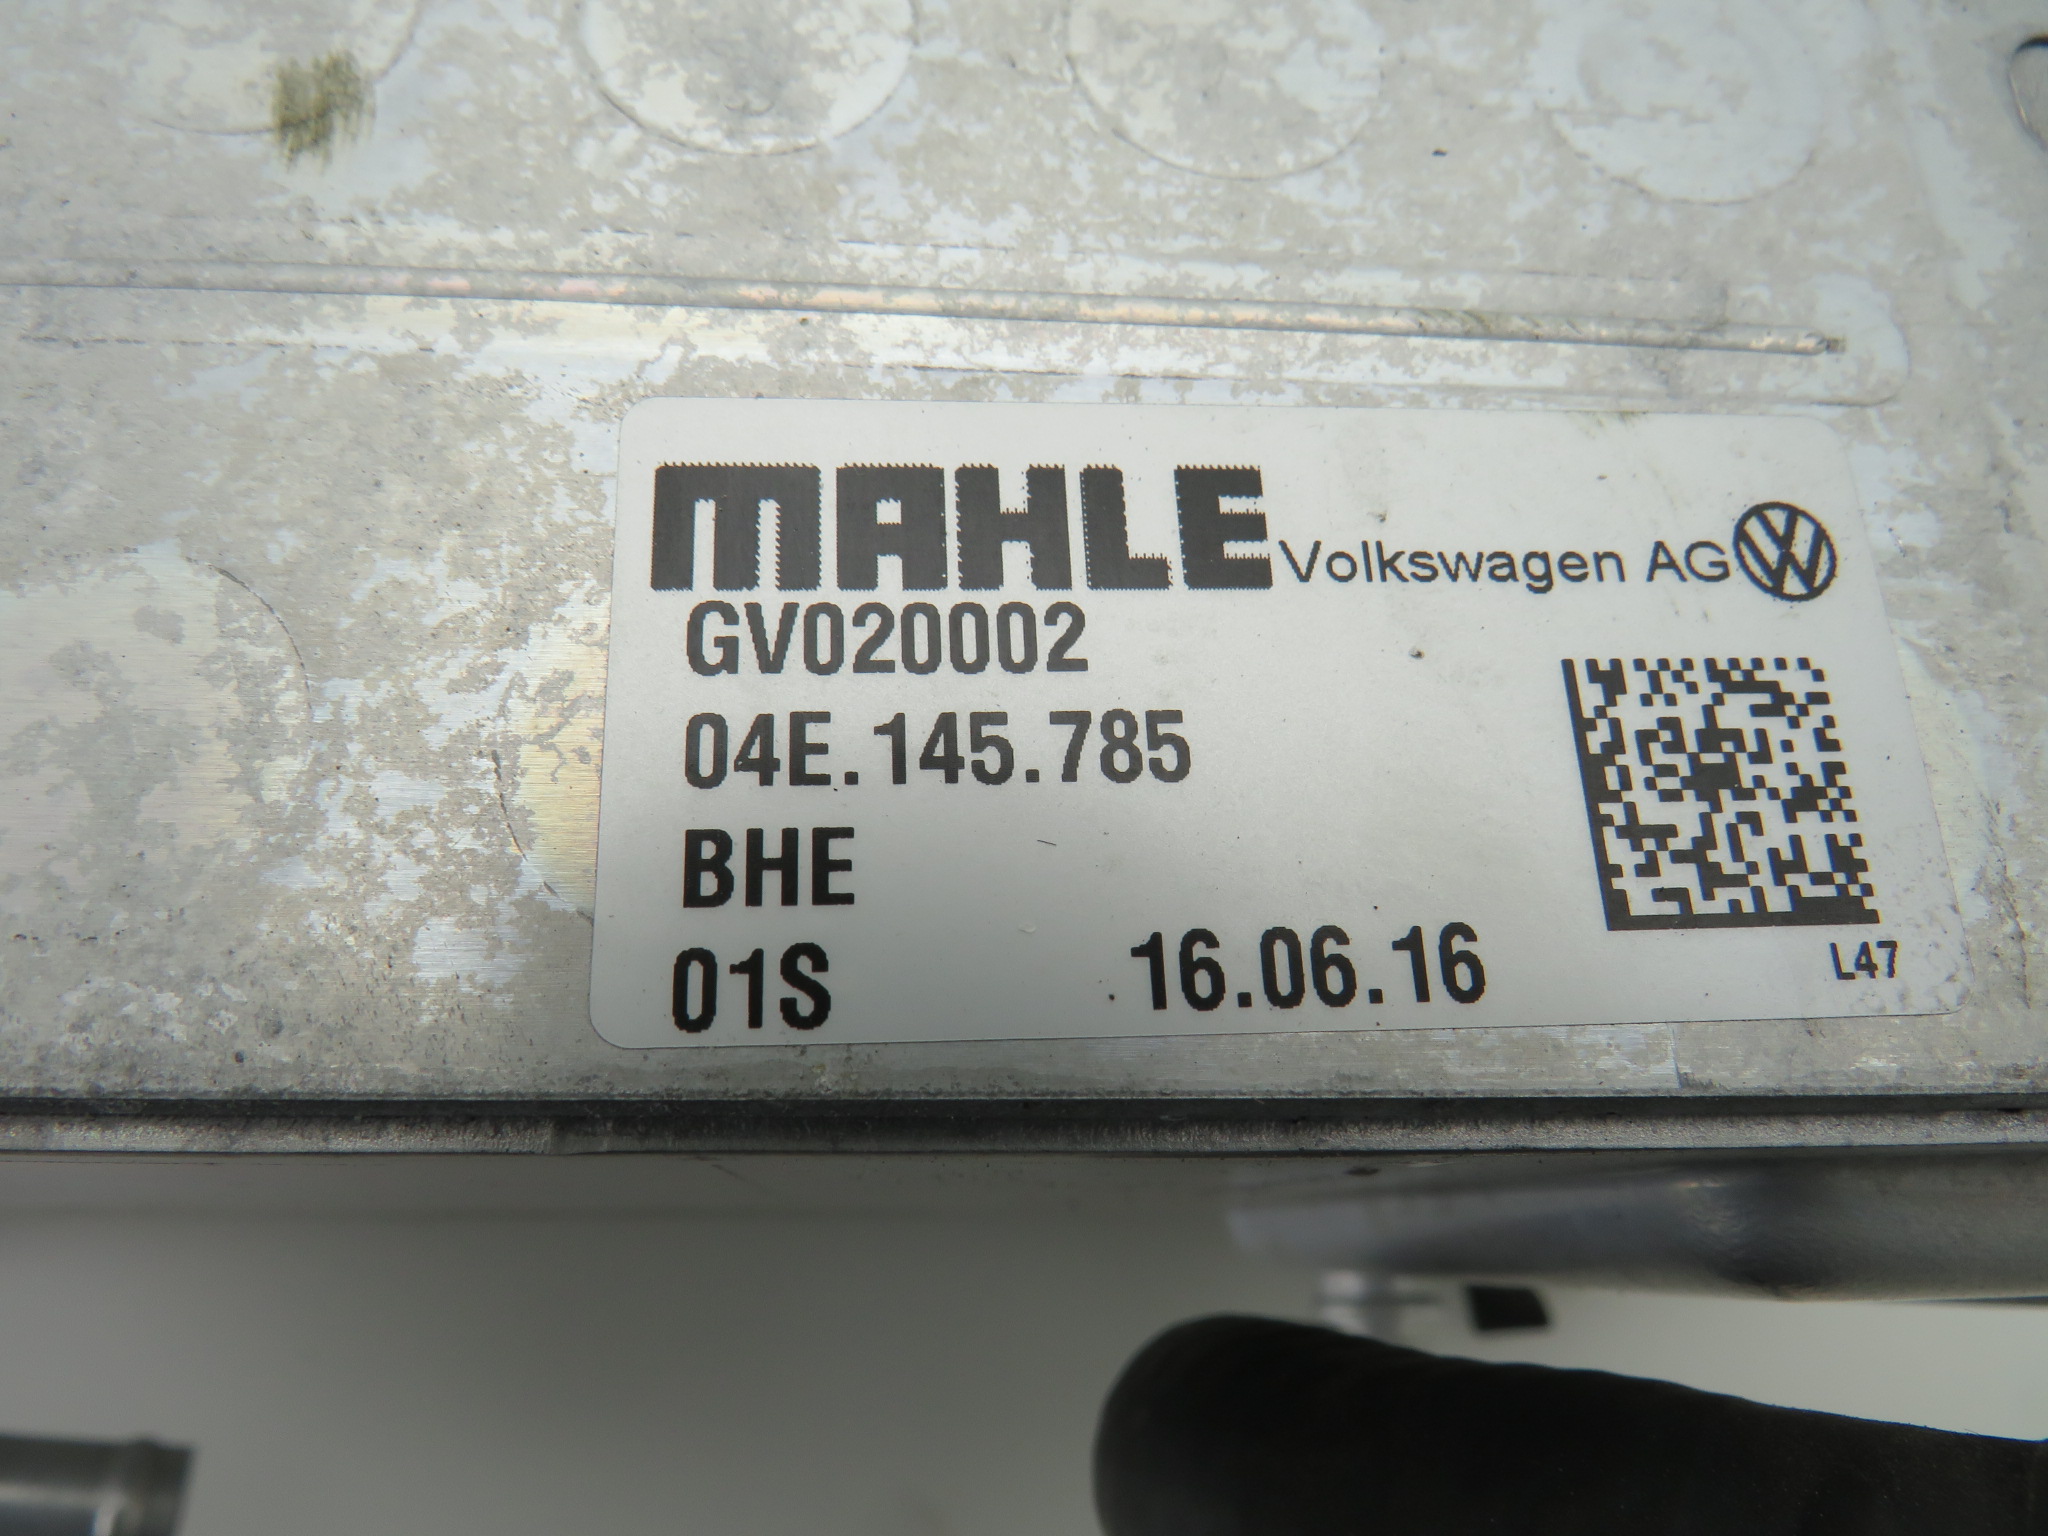 MAHLE Volkswagen AG
GV020002
04E.145.785
BHE
01S 16.06.16
L47